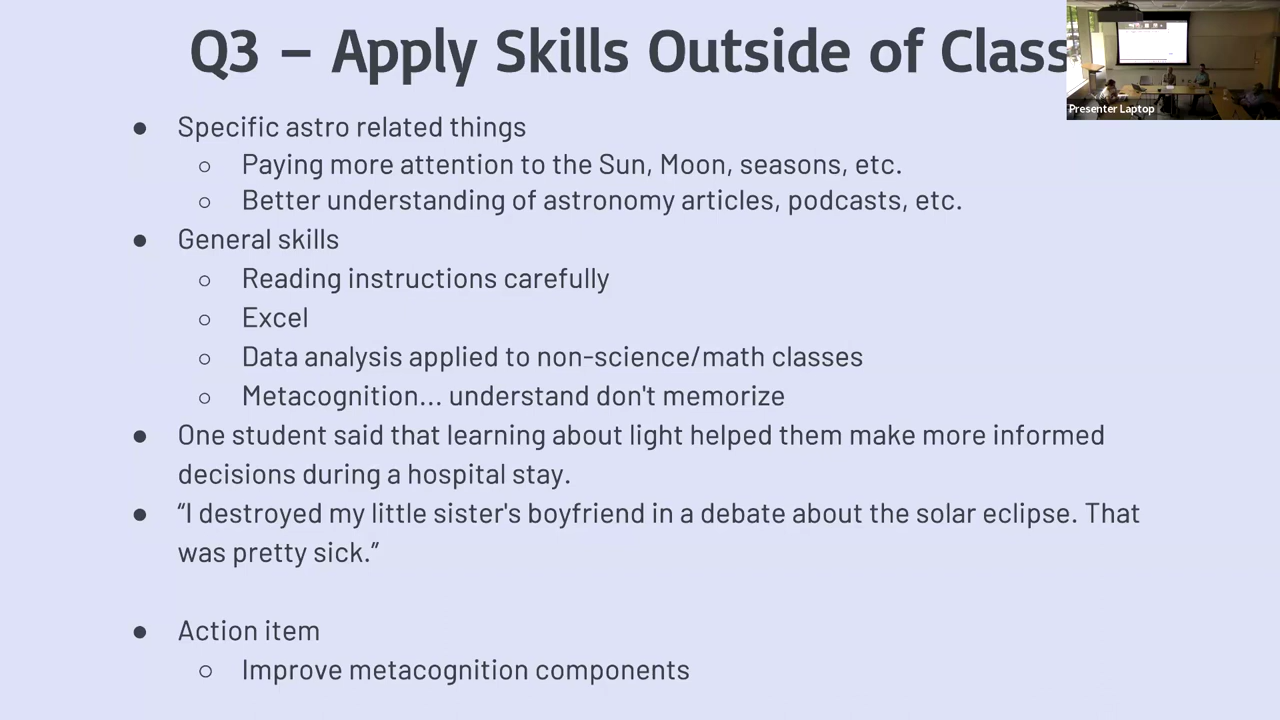 Q3 – Apply Skills Outside of Class
Presenter Laptop
● Specific astro related things
○ Paying more attention to the Sun, Moon, seasons, etc.
○ Better understanding of astronomy articles, podcasts, etc.
● General skills
○ Reading instructions carefully
○ Excel
○ Data analysis applied to non-science/math classes
○ Metacognition... understand don't memorize
● One student said that learning about light helped them make more informed
decisions during a hospital stay.
● “I destroyed my little sister's boyfriend in a debate about the solar eclipse. That
was pretty sick.”
● Action item
○ Improve metacognition components